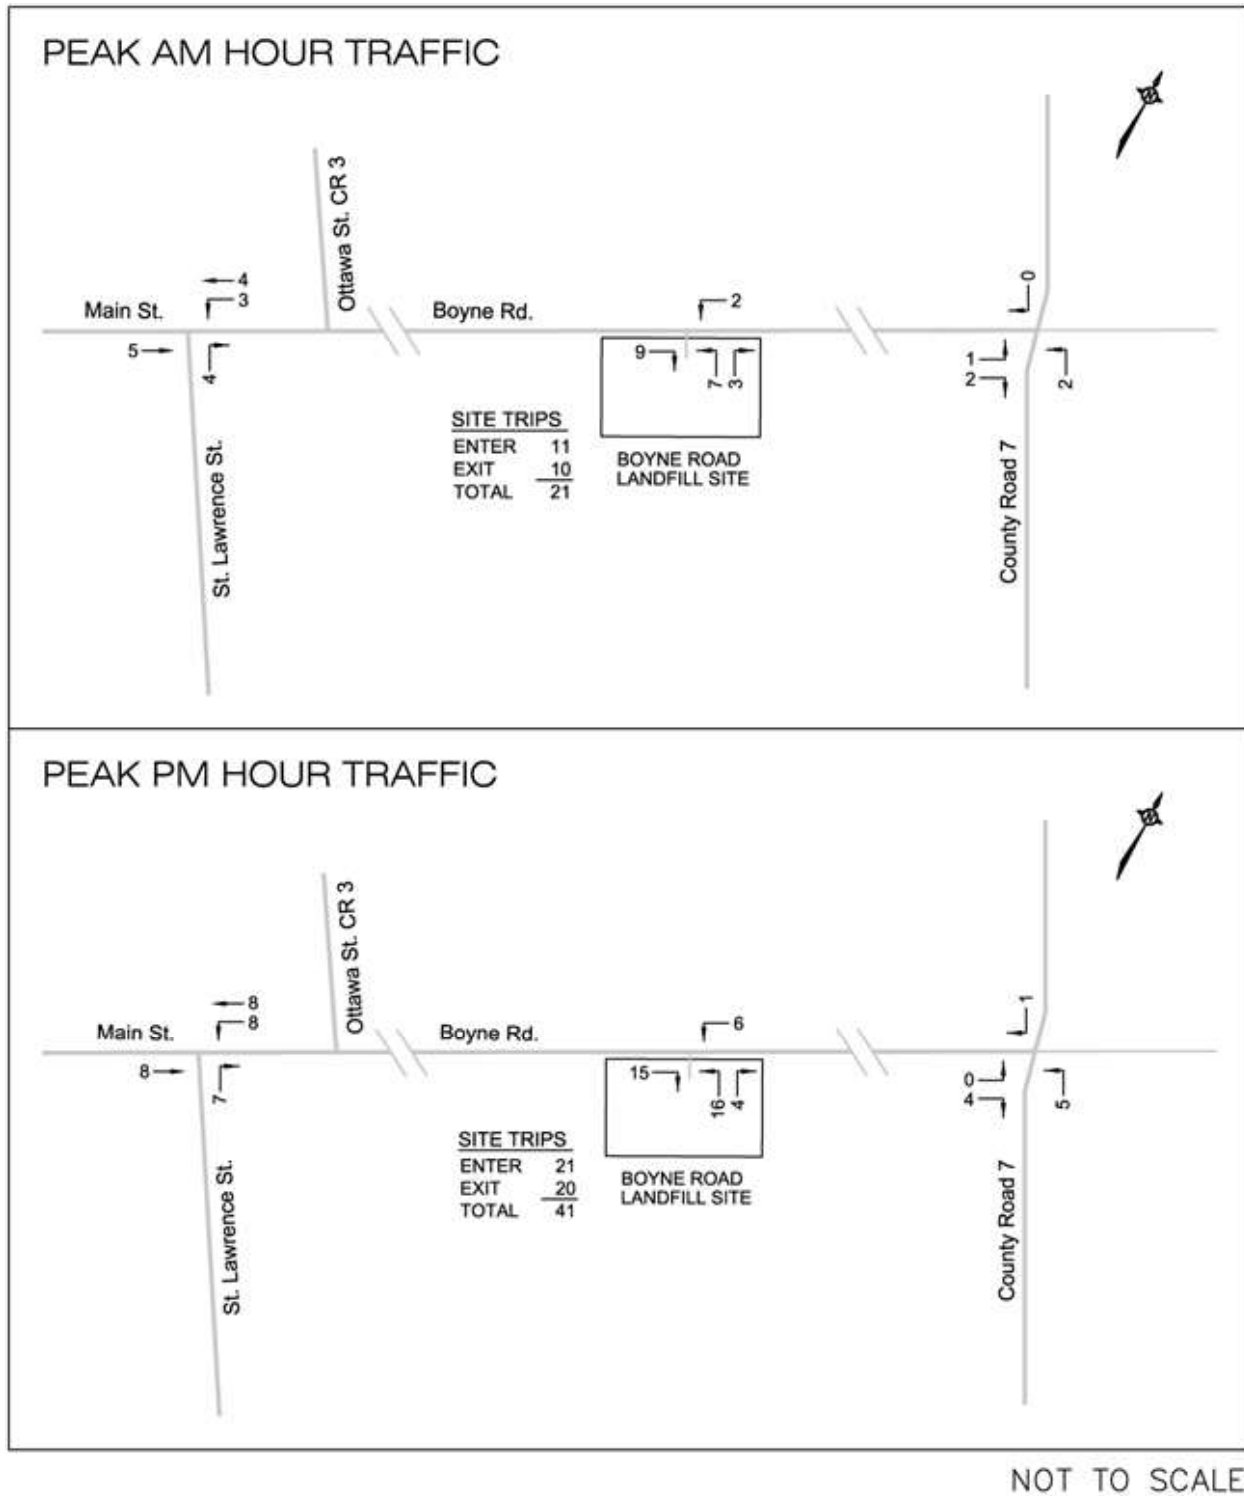 PEAK AM HOUR TRAFFIC
Ottawa St. CR 3
0
4
3
2
Main St.
Boyne Rd.
5
4
9
7
3
1
2
2
SITE TRIPS
ENTER 11
EXIT 10
TOTAL 21
BOYNE ROAD
LANDFILL SITE
St. Lawrence St.
County Road 7
PEAK PM HOUR TRAFFIC
Ottawa St. CR 3
1
8
8
6
Main St.
Boyne Rd.
8
7
15
16
4
0
4
5
SITE TRIPS
ENTER 21
EXIT 20
TOTAL 41
BOYNE ROAD
LANDFILL SITE
St. Lawrence St.
County Road 7
NOT TO SCALE